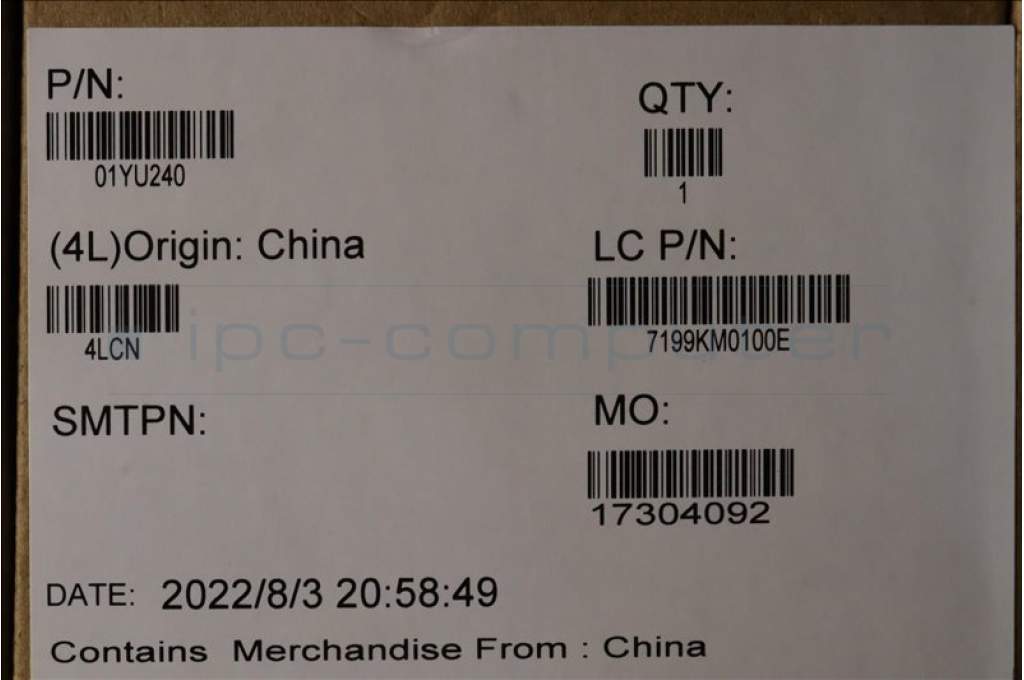 P/N:
01YU240
QTY:
1
(4L)Origin: China
4LCN
LC P/N:
7199KM0100E
ipc-computer
SMTPN:
MO:
17304092
DATE: 2022/8/3 20:58:49
Contains Merchandise From : China